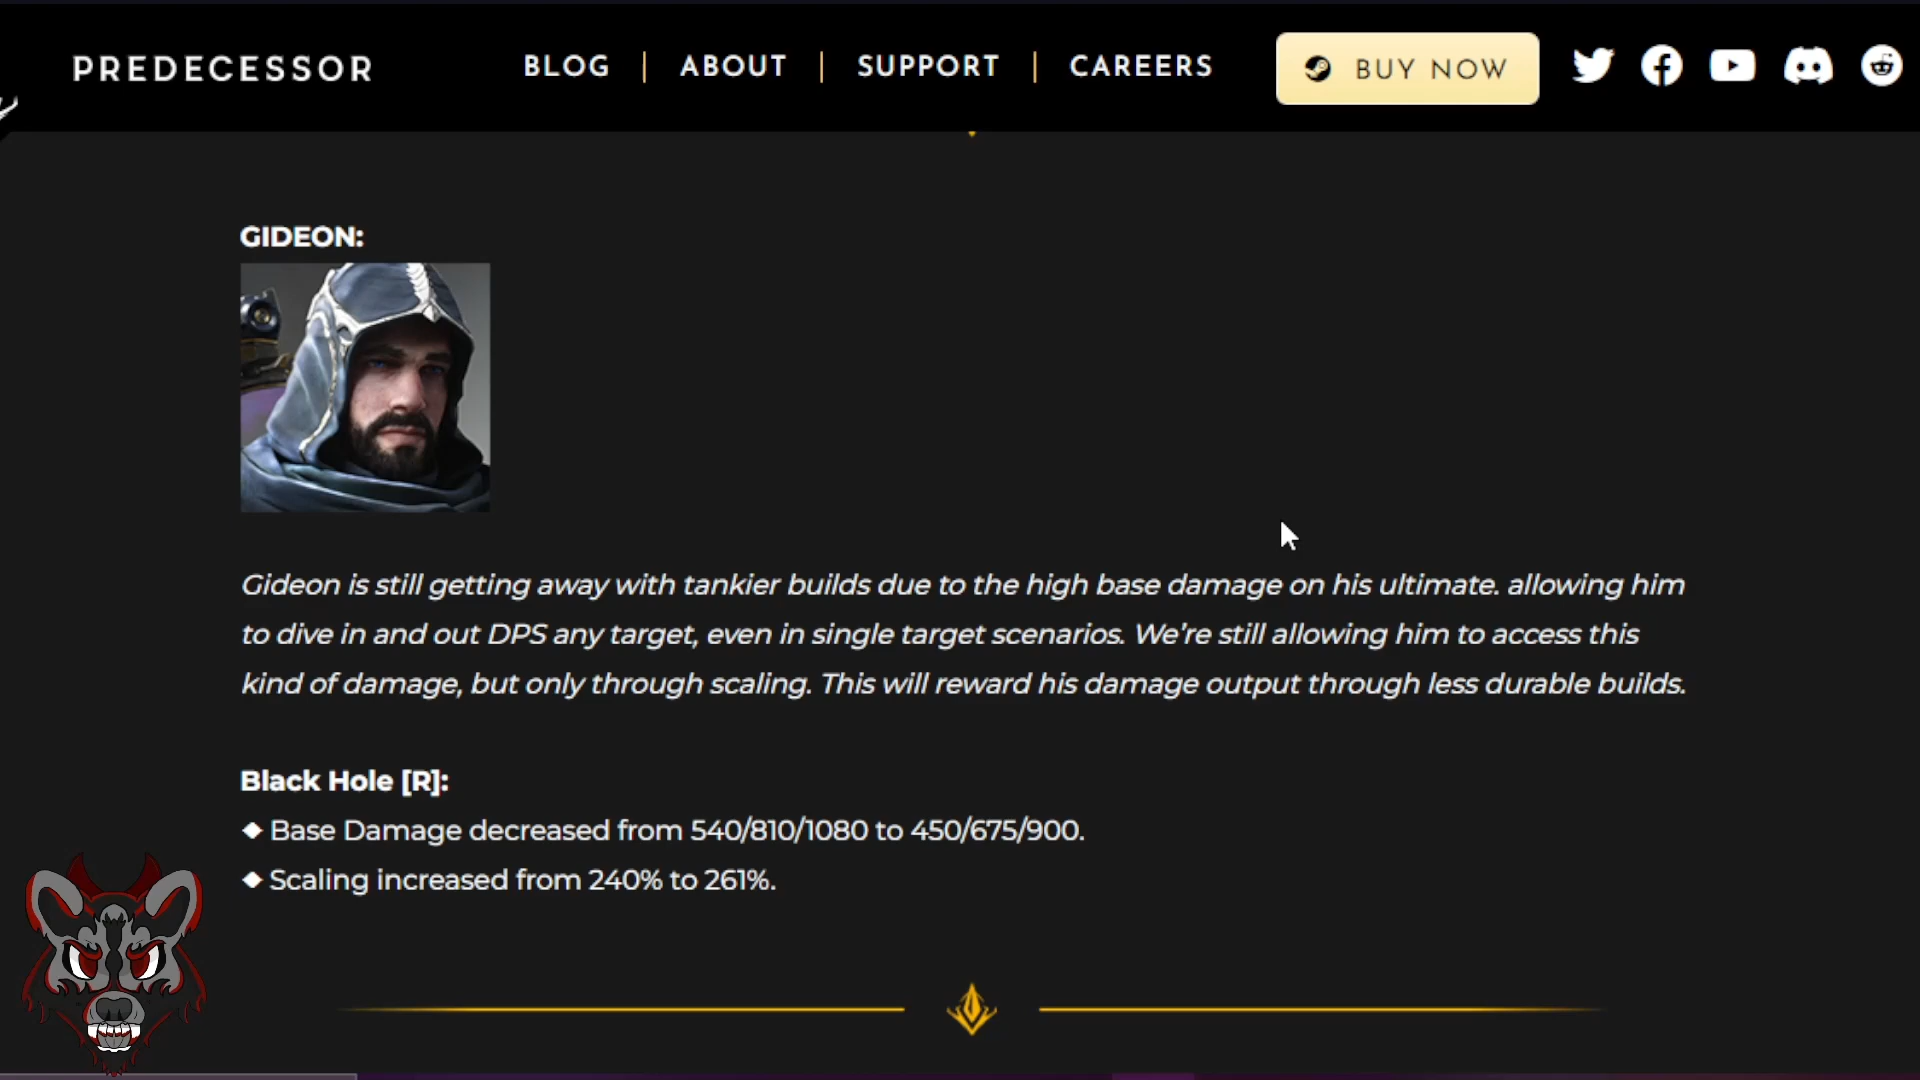 PREDECESSOR
BLOG
ABOUT
SUPPORT
CAREERS
BUY NOW
GIDEON:
Gideon is still getting away with tankier builds due to the high base damage on his ultimate. allowing him
to dive in and out DPS any target, even in single target scenarios. We're still allowing him to access this
kind of damage, but only through scaling. This will reward his damage output through less durable builds.
Black Hole [R]:
◆ Base Damage decreased from 540/810/1080 to 450/675/900.
◆ Scaling increased from 240% to 261%.